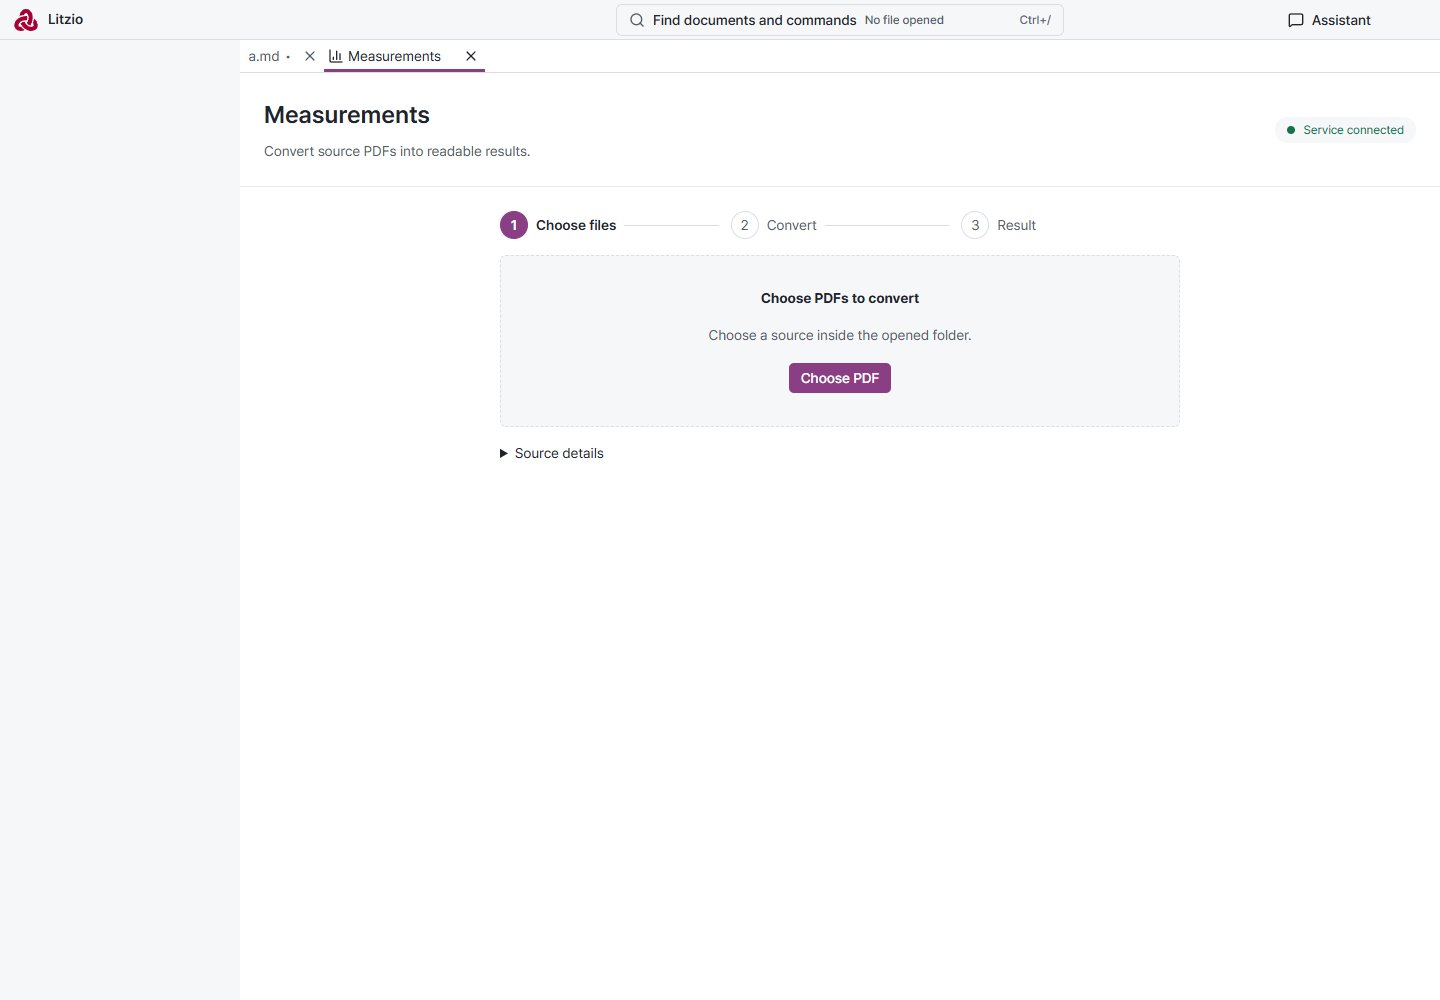 Litzio
Find documents and commands No file opened Ctrl+/
Assistant
a.md •
Measurements
Measurements
Convert source PDFs into readable results.
Service connected
1 Choose files
2 Convert
3 Result
Choose PDFs to convert
Choose a source inside the opened folder.
Choose PDF
Source details